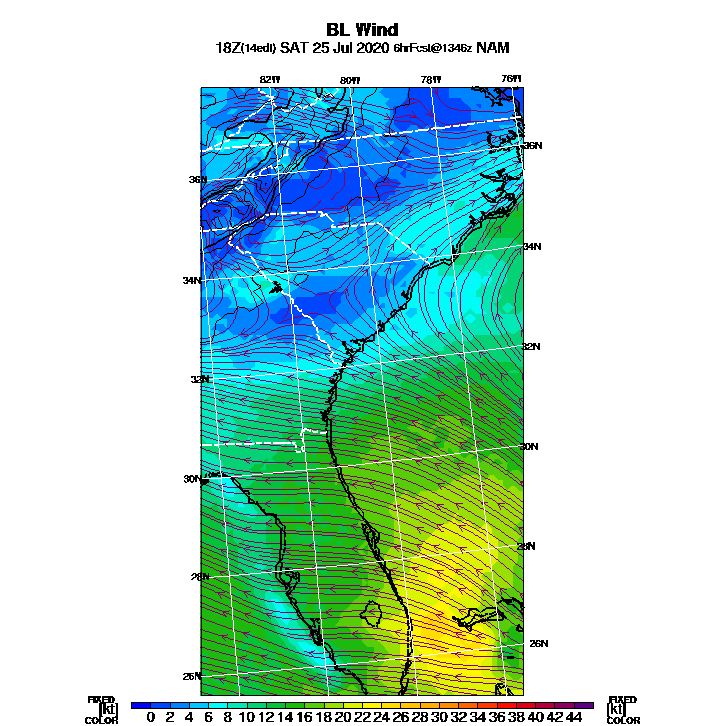 BL Wind
18Z(14edt) SAT 25 Jul 2020 6hrFcst@1346z NAM
82W 80W 78W 76W
36N
36N
34N
34N
32N
32N
30N
30N
28N
28N
26N
26N
FIXED FIXED
[kt] 0 2 4 6 8 10 12 14 16 18 20 22 24 26 28 30 32 34 36 38 40 42 44 [kt]
COLOR COLOR